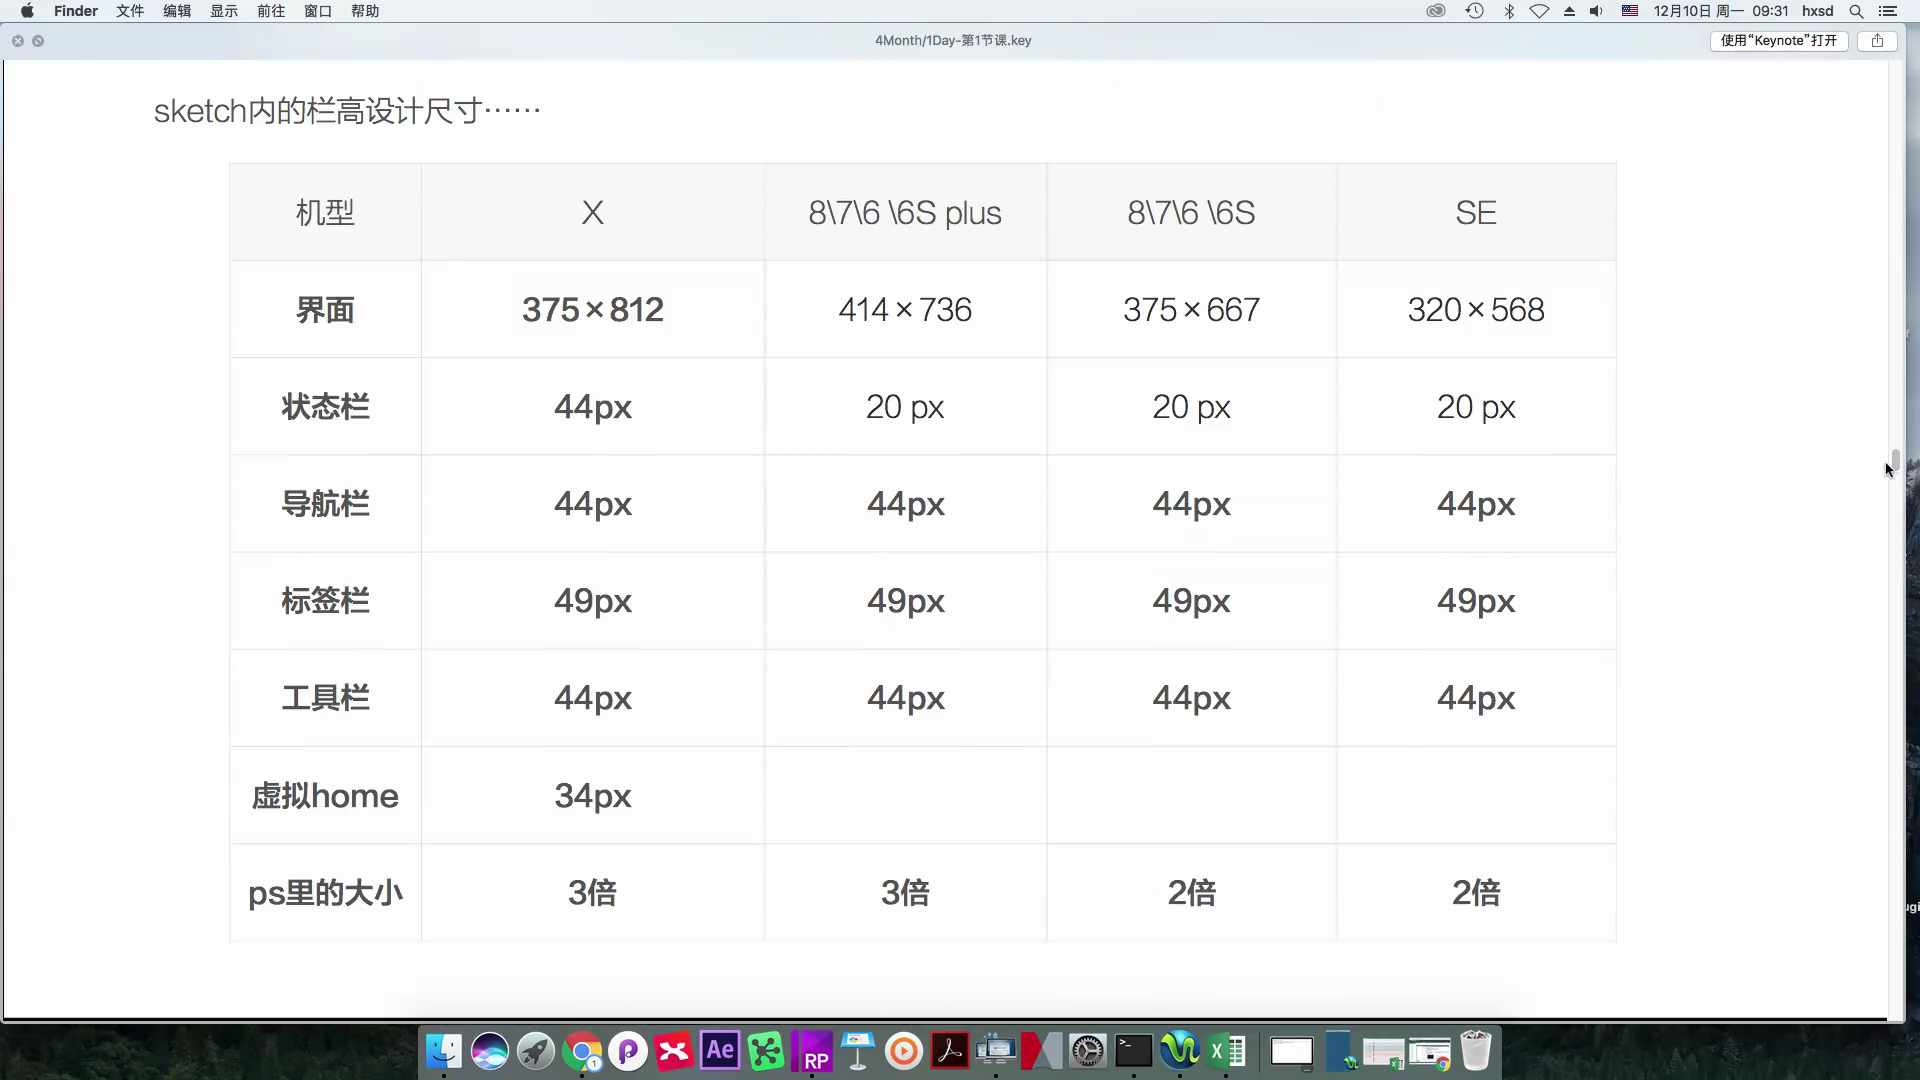 Finder 文件 编辑 显示 前往 窗口 帮助 12月10日 周一 09:31 hxsd
4Month/1Day-第1节课.key 使用“Keynote”打开
sketch内的栏高设计尺寸⋯⋯
机型 X 8\7\6 \6S plus 8\7\6 \6S SE
界面 375×812 414×736 375×667 320×568
状态栏 44px 20 px 20 px 20 px
导航栏 44px 44px 44px 44px
标签栏 49px 49px 49px 49px
工具栏 44px 44px 44px 44px
虚拟home 34px
ps里的大小 3倍 3倍 2倍 2倍
1 Ae RP